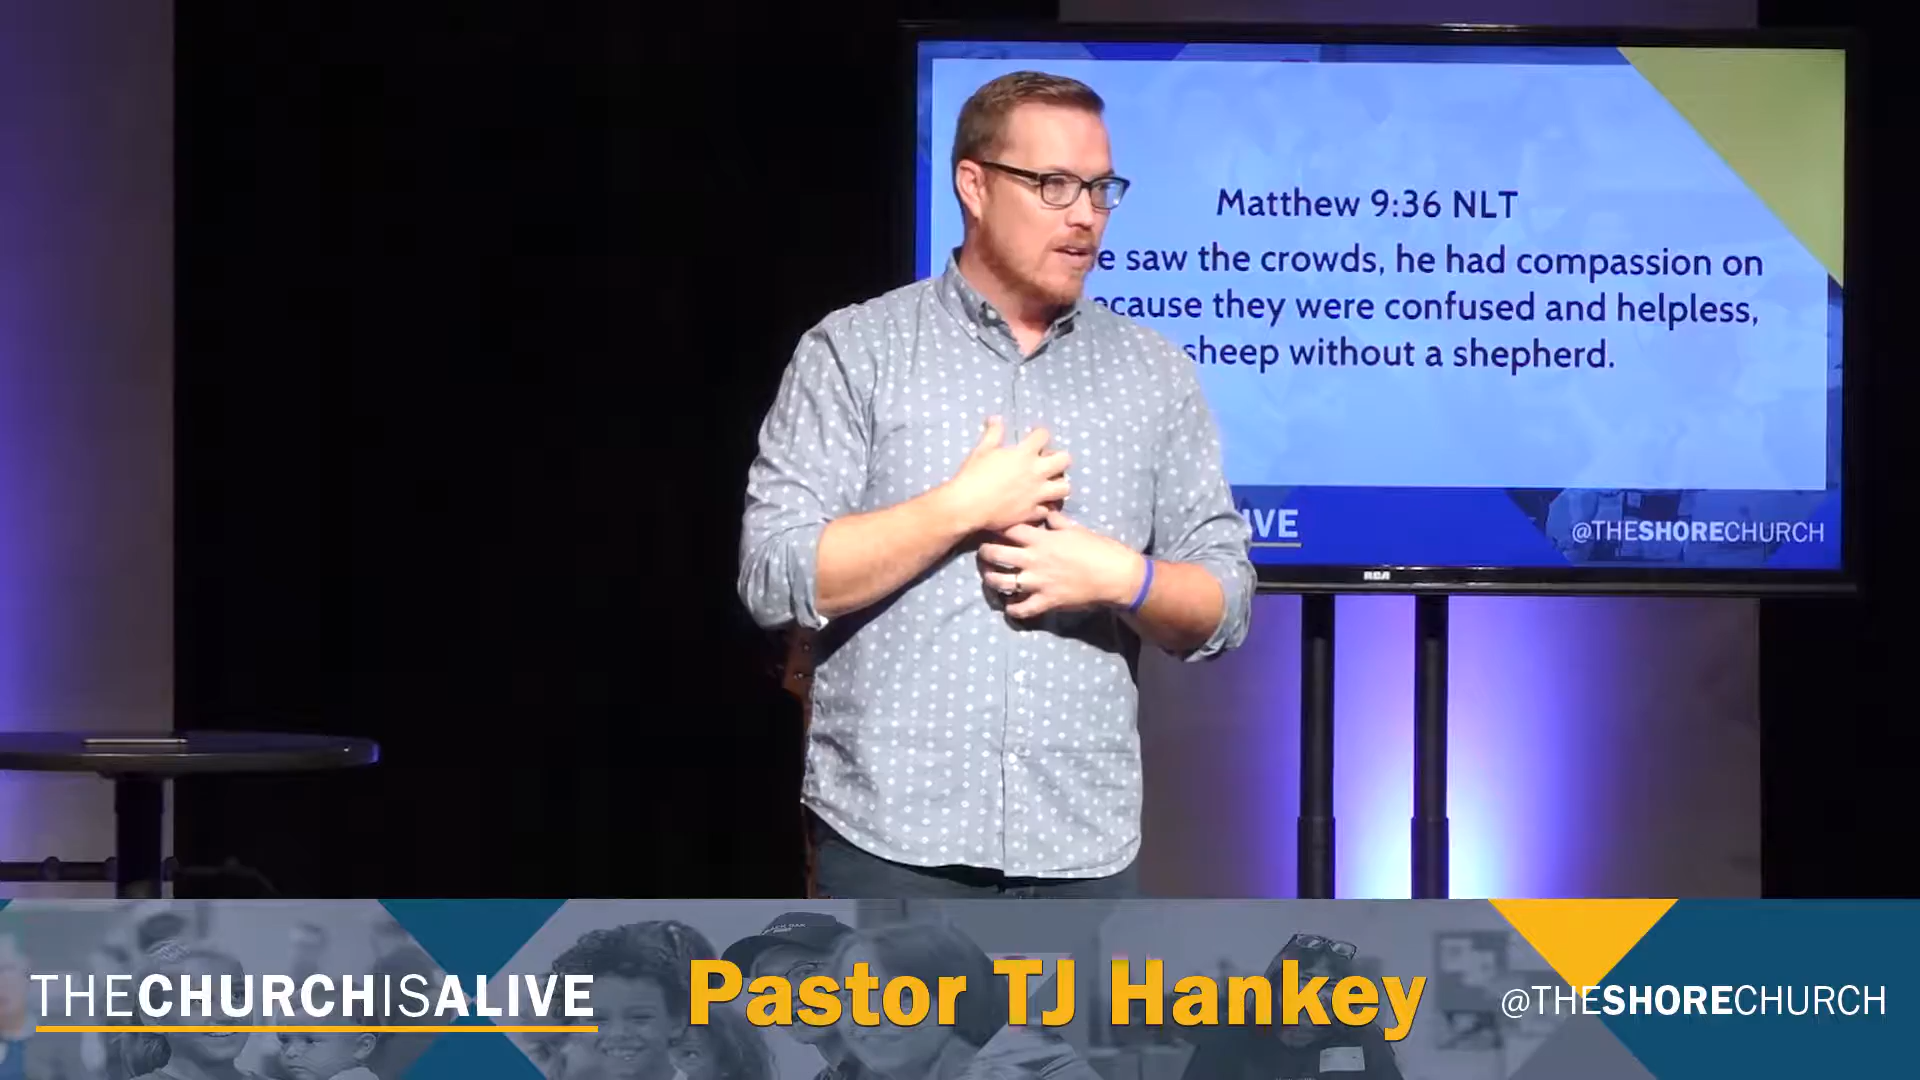 Matthew 9:36 NLT
e saw the crowds, he had compassion on
ecause they were confused and helpless,
sheep without a shepherd.
IVE
@THESHORECHURCH
RCA
THECHURCHISALIVE
Pastor TJ Hankey
@THESHORECHURCH